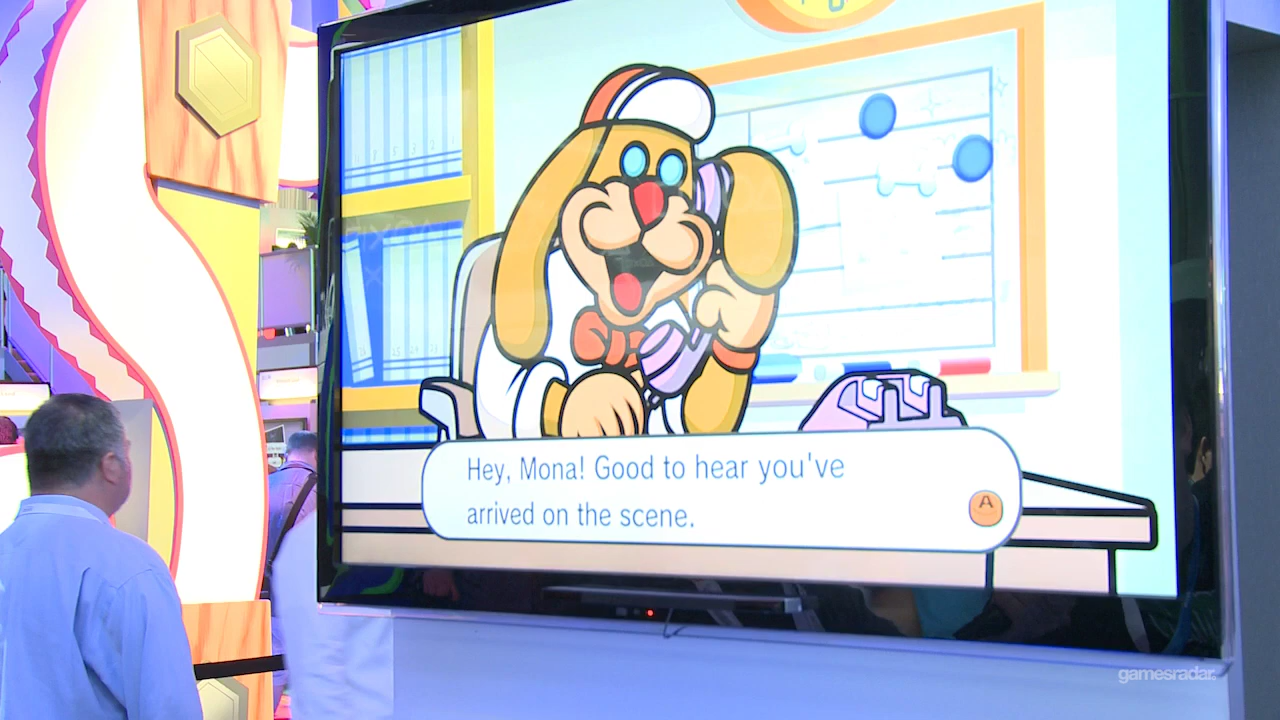 Hey, Mona! Good to hear you've
arrived on the scene.
A
gamesradar.